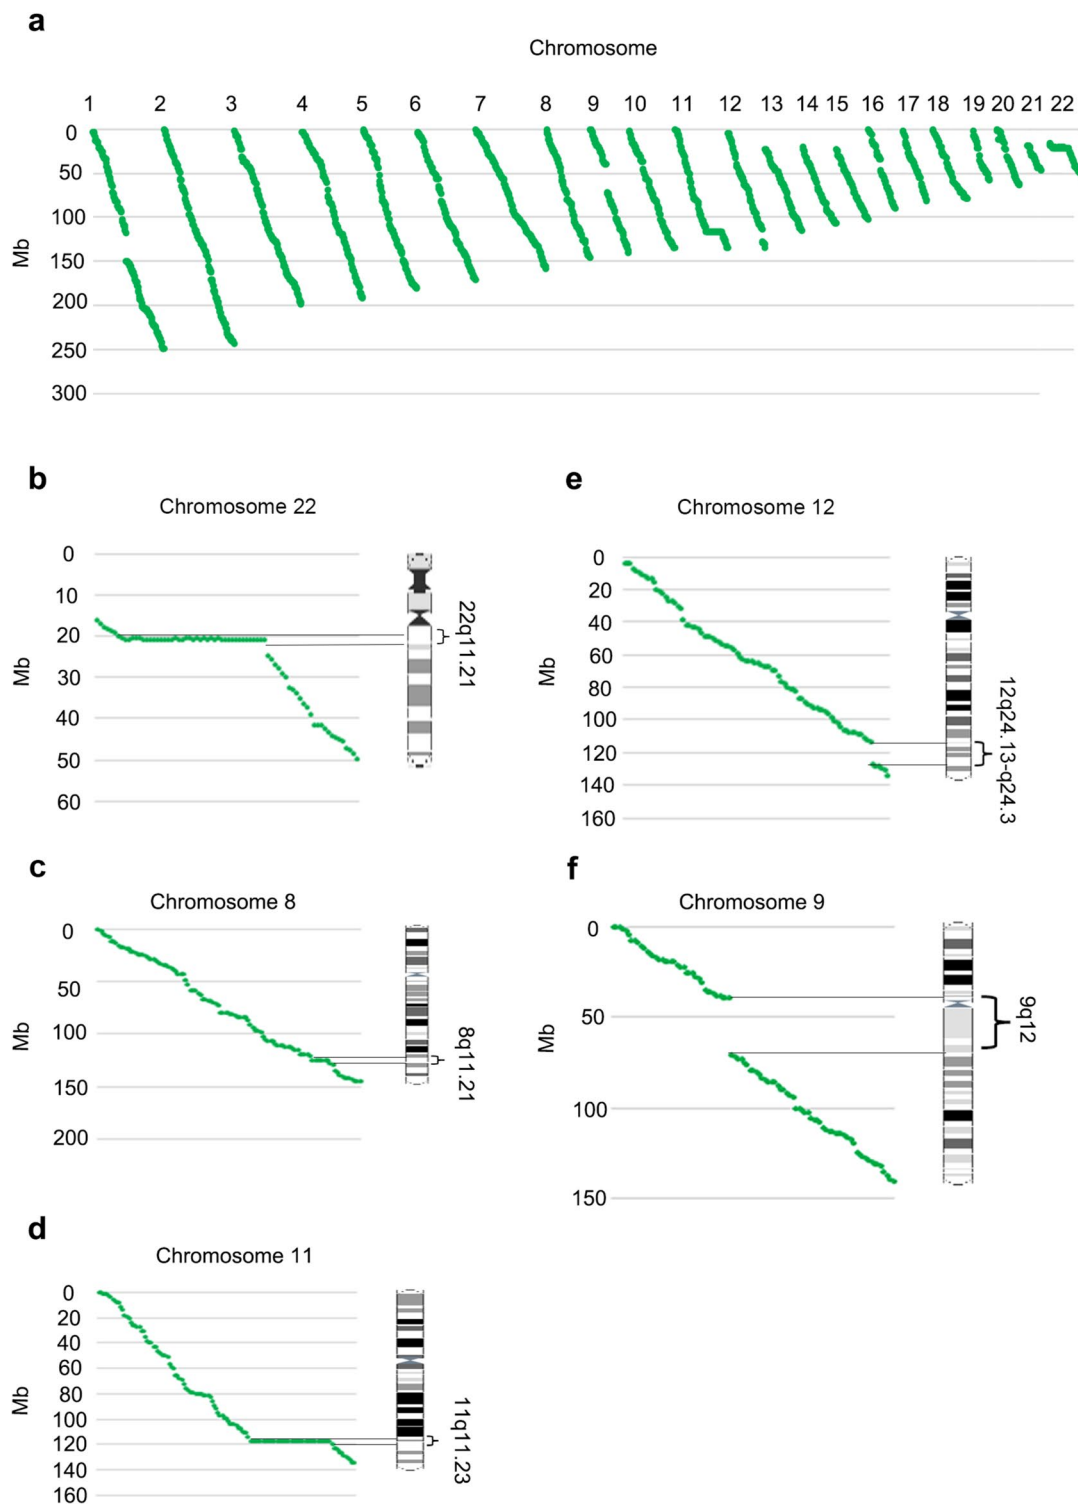 a
Chromosome
1 2 3 4 5 6 7 8 9 10 11 12 13 14 15 16 17 18 19 20 21 22
0
50
100
150
200
250
300
Mb
b
Chromosome 22
0
10
20
30
40
50
60
Mb
22q11.21
c
Chromosome 8
0
50
100
150
200
8q11.21
d
Chromosome 11
0
20
40
60
80
100
120
140
160
Mb
11q11.23
e
Chromosome 12
0
20
40
60
80
100
120
140
160
Mb
12q24.13-q24.3
f
Chromosome 9
0
50
100
150
Mb
9q12